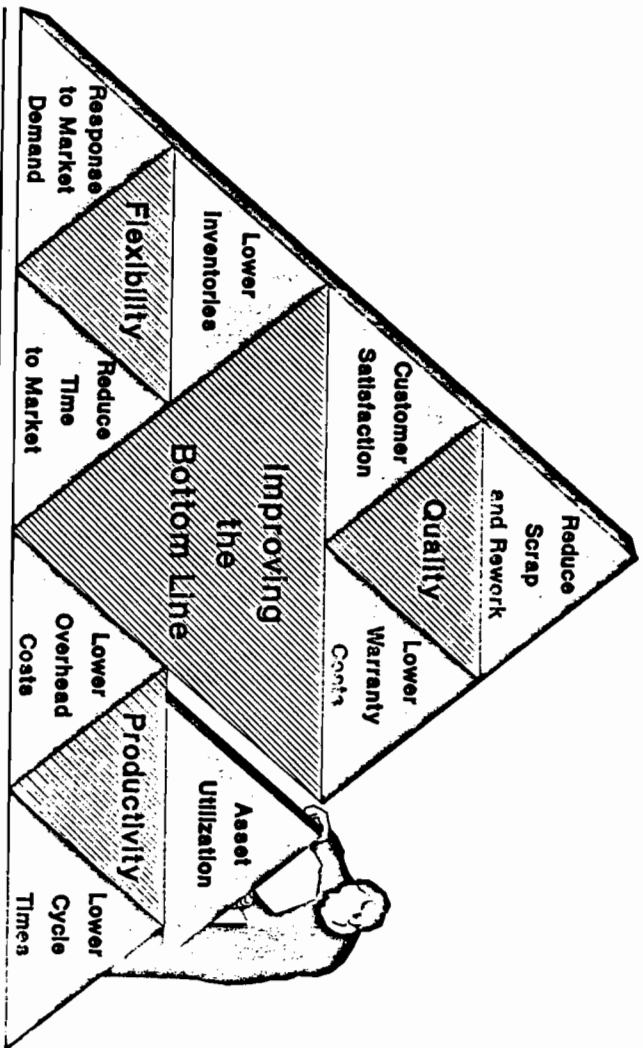 Reduce
Scrap
and Rework
Quality
Customer
Satisfaction
Lower
Warranty
Costs
Improving
the
Bottom Line
Lower
Inventories
Flexibility
Response
to Market
Demand
Reduce
Time
to Market
Asset
Utilization
Productivity
Lower
Overhead
Costs
Lower
Cycle
Times